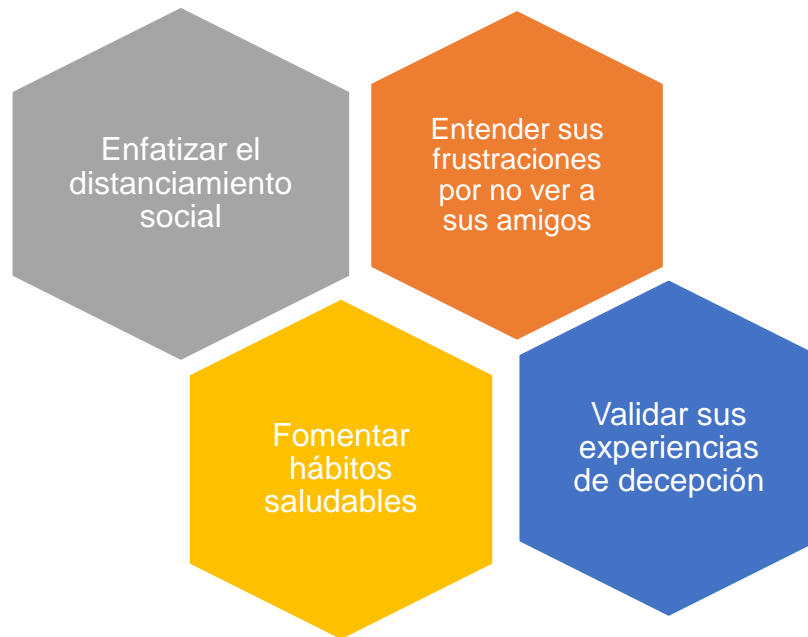 Enfatizar el
distanciamiento
social
Entender sus
frustraciones
por no ver a
sus amigos
Fomentar
hábitos
saludables
Validar sus
experiencias
de decepción